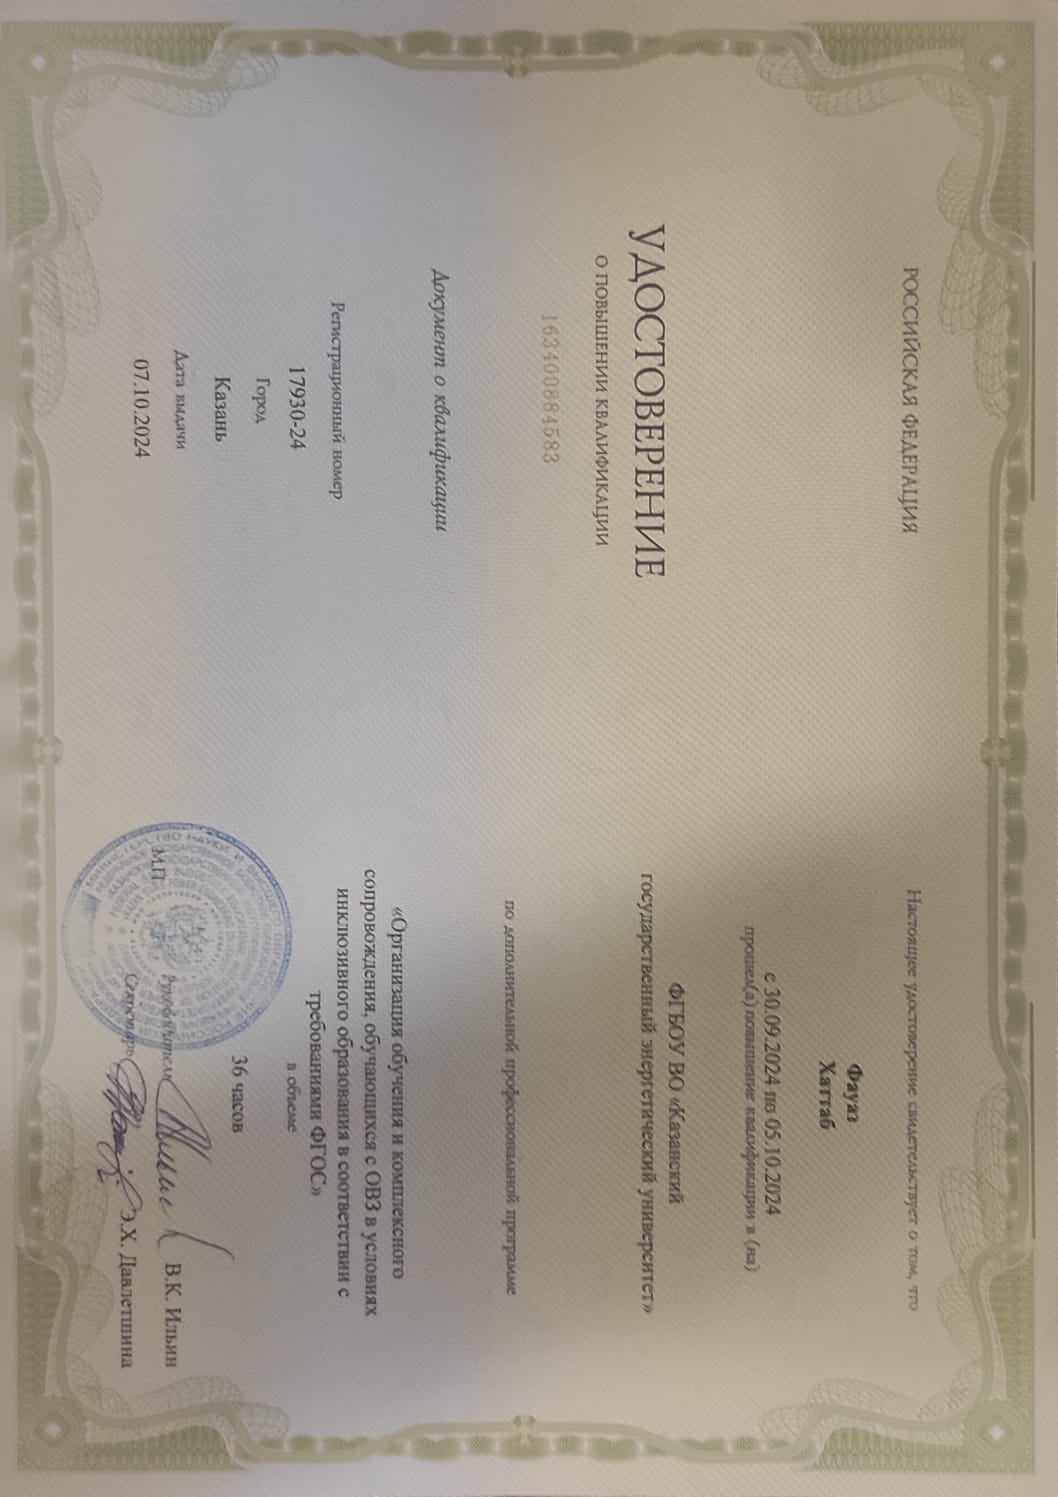 РОССИЙСКАЯ ФЕДЕРАЦИЯ
УДОСТОВЕРЕНИЕ
О ПОВЫШЕНИИ КВАЛИФИКАЦИИ
163400884583
Документ о квалификации
Регистрационный номер
17930-24
Город
Казань
Дата выдачи
07.10.2024
Настоящее удостоверение свидетельствует о том, что
Фауаз
Хаттаб
с 30.09.2024 по 05.10.2024
прошел(а) повышение квалификации в (на)
ФГБОУ ВО «Казанский
государственный энергетический университет»
по дополнительной профессиональной программе
«Организация обучения и комплексного
сопровождения, обучающихся с ОВЗ в условиях
инклюзивного образования в соответствии с
требованиями ФГОС»
в объеме
36 часов
М.П.
Руководитель В.К. Ильин
Секретарь Э.Х. Давлетшина